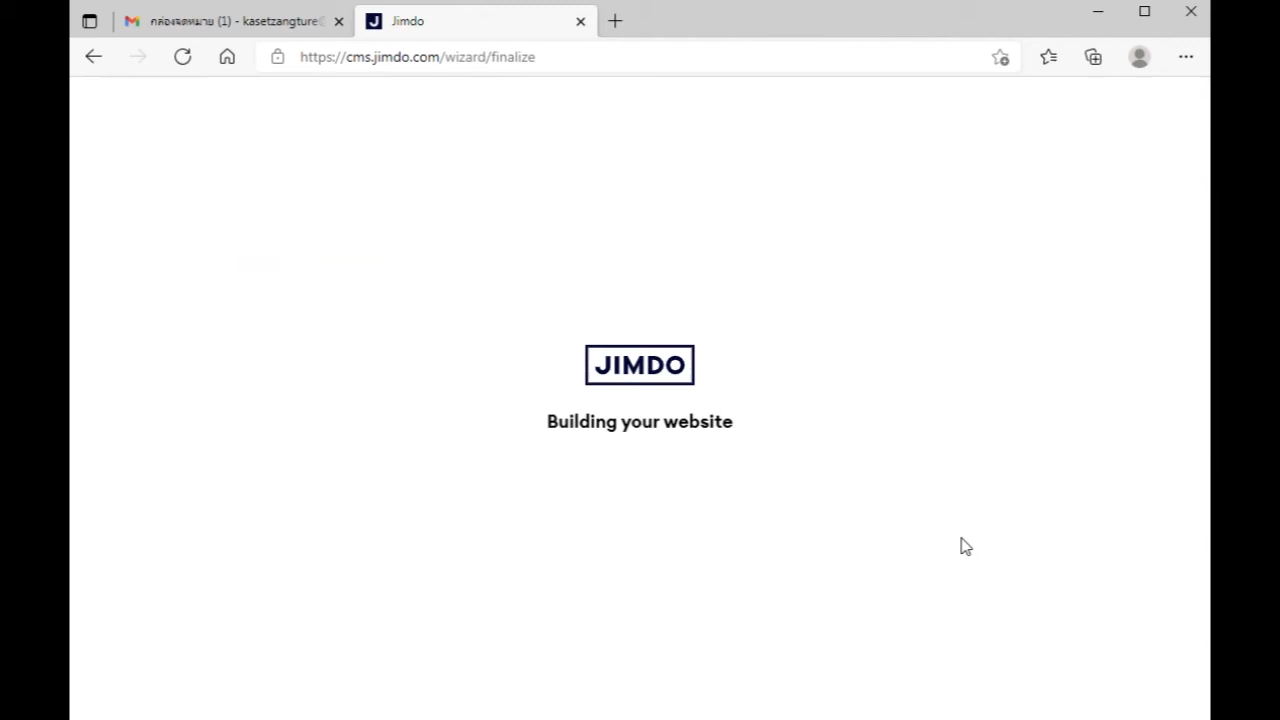 กล่องจดหมาย (1) - kasetzangture
Jimdo
https://cms.jimdo.com/wizard/finalize
JIMDO
Building your website